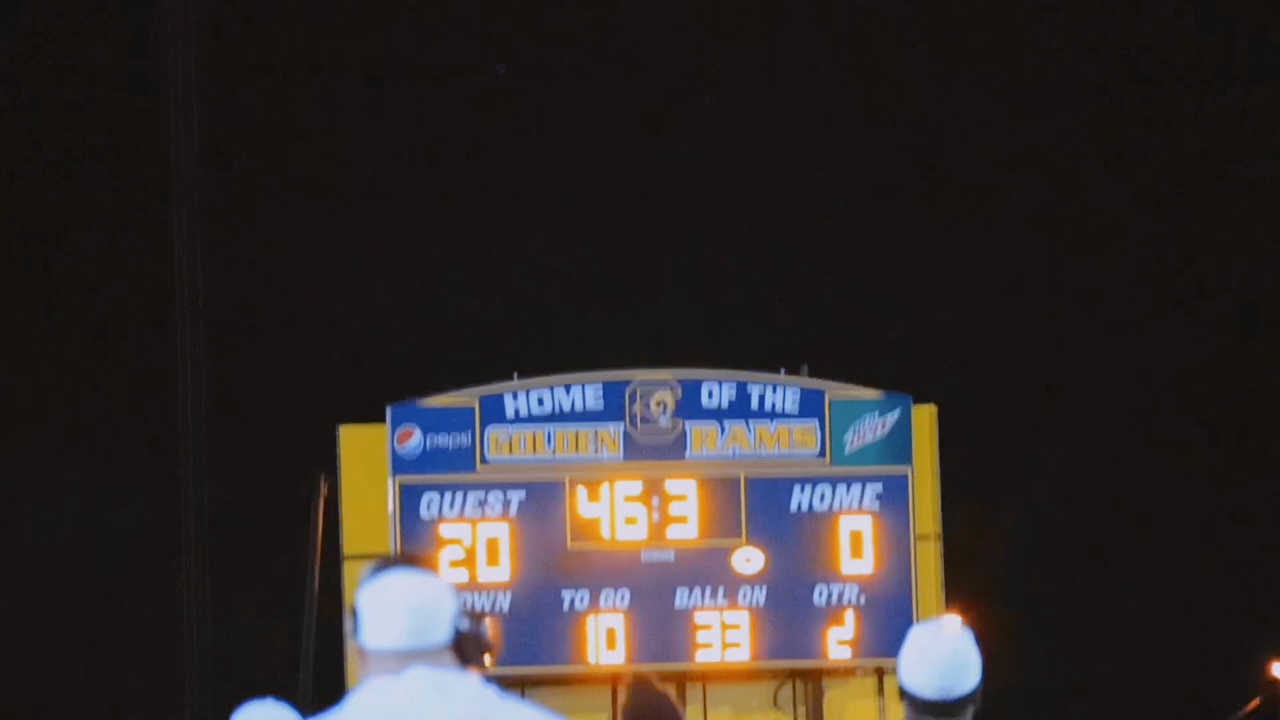 HOME OF THE
GOLDEN RAMS
pepsi
GUEST 46:3 HOME
20 0
TO GO BALL ON QTR.
10 33 2